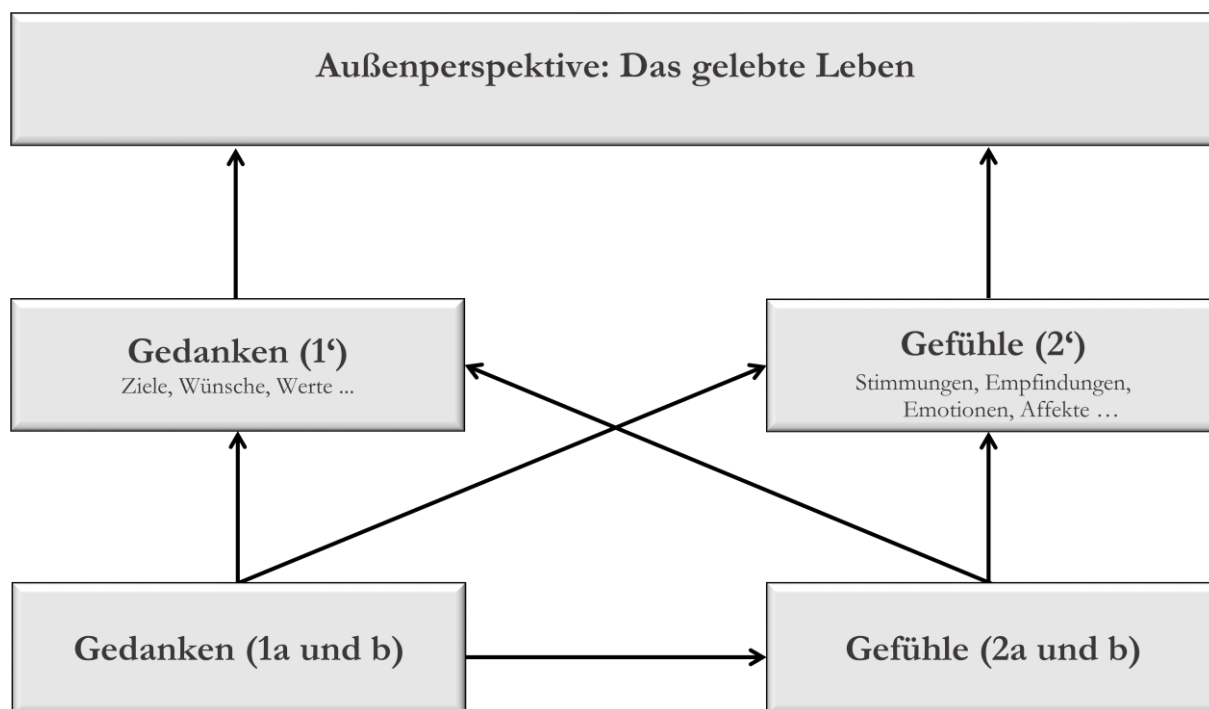 Außenperspektive: Das gelebte Leben
Gedanken (1‘)
Ziele, Wünsche, Werte ...
Gefühle (2‘)
Stimmungen, Empfindungen,
Emotionen, Affekte …
Gedanken (1a und b)
Gefühle (2a und b)